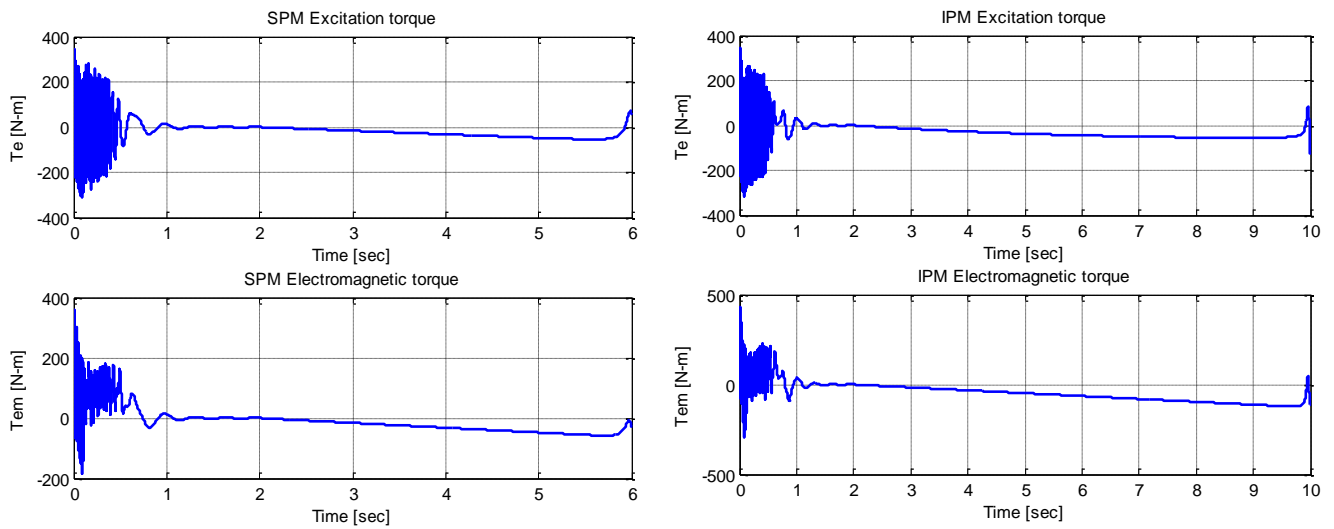 SPM Excitation torque
400
200
0
-200
-400
Te [N-m]
0 1 2 3 4 5 6
Time [sec]
SPM Electromagnetic torque
400
200
0
-200
Tem [N-m]
0 1 2 3 4 5 6
Time [sec]
IPM Excitation torque
400
200
0
-200
-400
Te [N-m]
0 1 2 3 4 5 6 7 8 9 10
Time [sec]
IPM Electromagnetic torque
500
0
-500
Tem [N-m]
0 1 2 3 4 5 6 7 8 9 10
Time [sec]